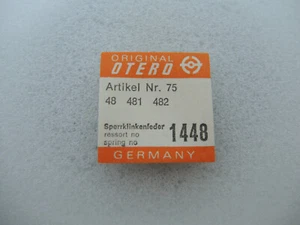 ORIGINAL
OTERO
Artikel Nr. 75
48 481 482
Sperrklinkenfeder
ressort no
spring no
1448
GERMANY